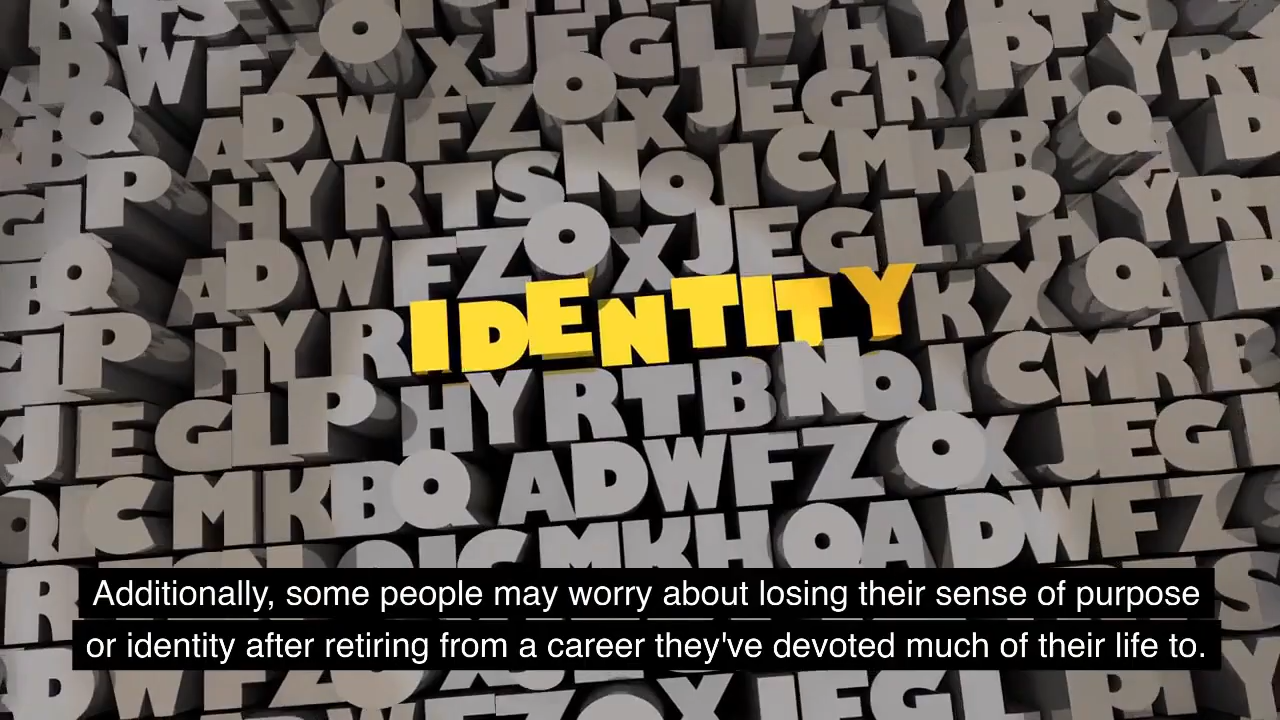 D W F Z O X J E G L P H Y R T S
B Q A D W F Z O X J E G R P H Y R T
L P H Y R T S N Q I C M K B Q D
B Q A D W F Z O X J E G L P H Y R T
L P H Y R IDENTITY K X Q A D
J E G L P H Y R T B N Q I C M K B
Q I C M K B Q A D W F Z O X J E G L
R Q I C M K H Q A D W F Z
Additionally, some people may worry about losing their sense of purpose
or identity after retiring from a career they've devoted much of their life to.
D W F Z O X J E G L P H Y